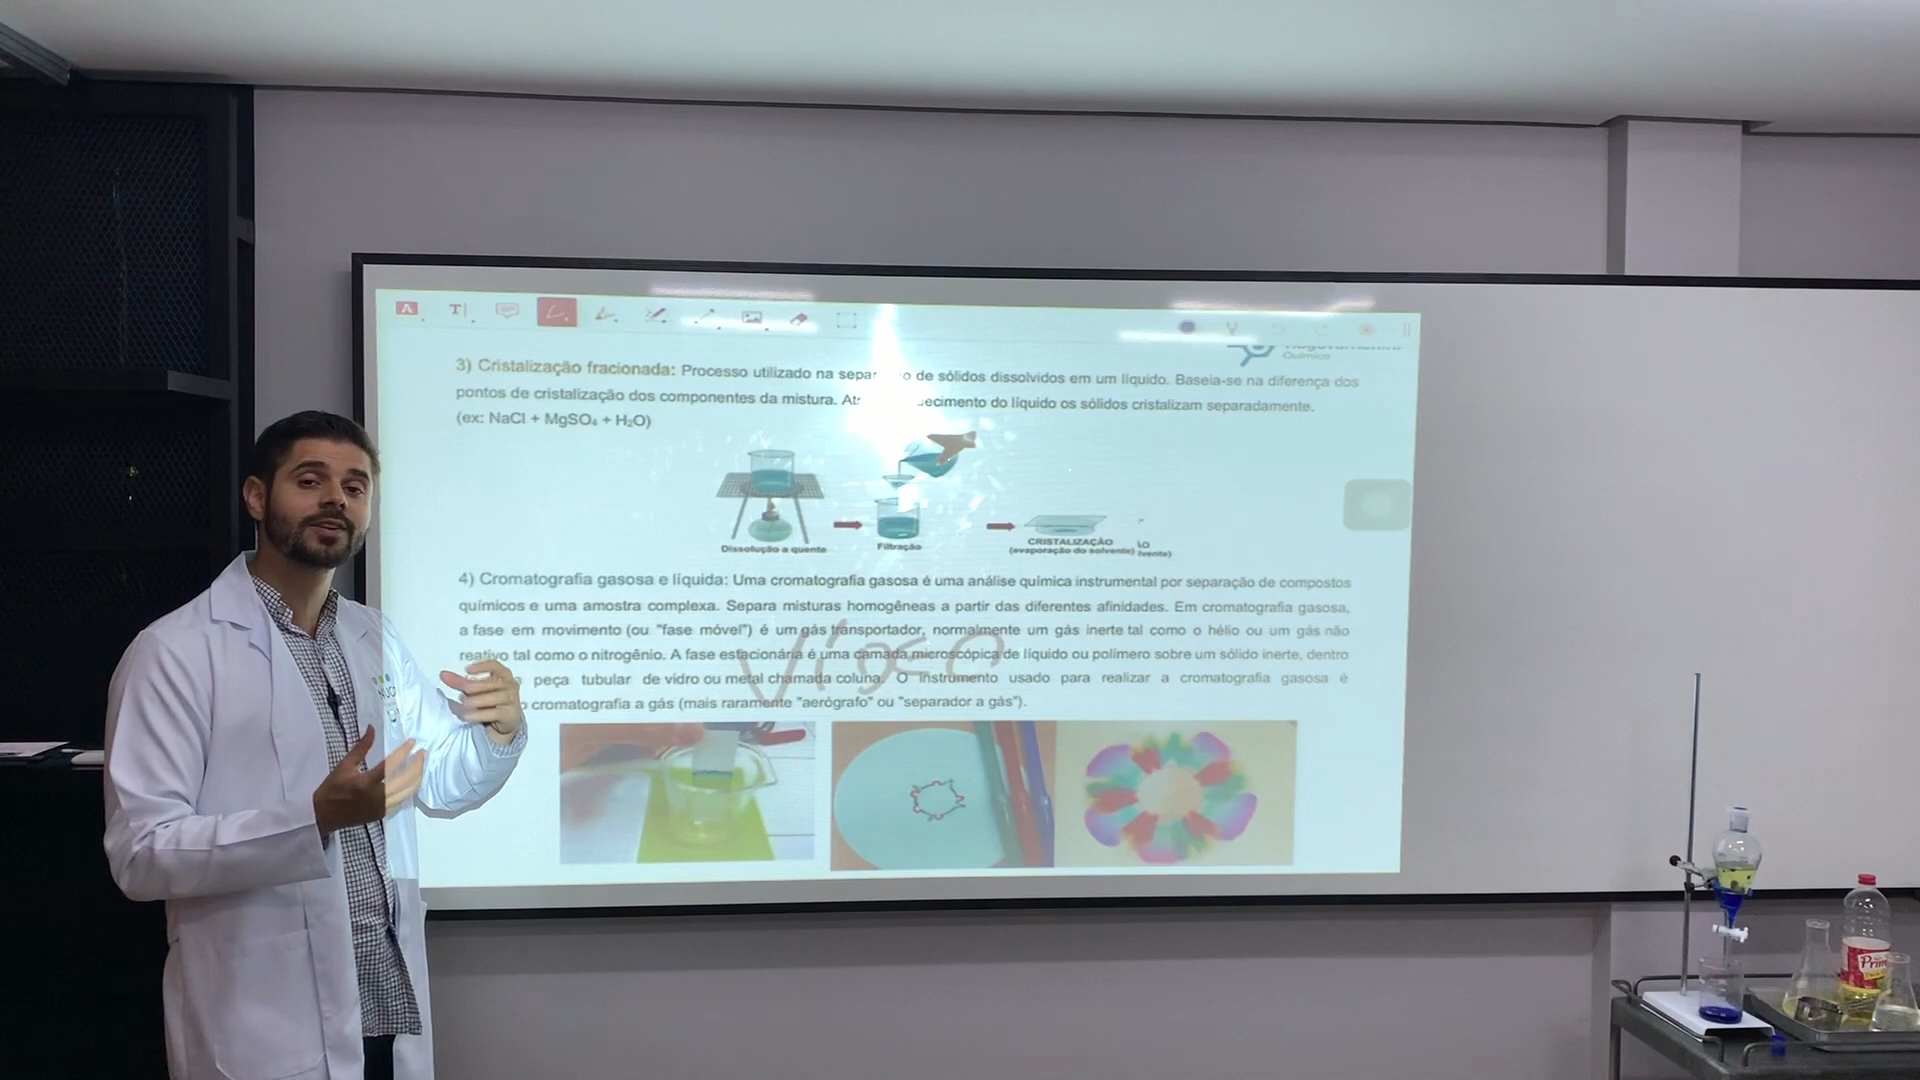 A T
Química
3) Cristalização fracionada: Processo utilizado na sepa o de sólidos dissolvidos em um líquido. Baseia-se na diferença dos
pontos de cristalização dos componentes da mistura. At ecimento do líquido os sólidos cristalizam separadamente.
(ex: NaCl + MgSO₄ + H₂O)
Dissolução a quente
Filtração
CRISTALIZAÇÃO
(evaporação do solvente)
4) Cromatografia gasosa e líquida: Uma cromatografia gasosa é uma análise química instrumental por separação de compostos
químicos e uma amostra complexa. Separa misturas homogêneas a partir das diferentes afinidades. Em cromatografia gasosa,
a fase em movimento (ou "fase móvel") é um gás transportador, normalmente um gás inerte tal como o hélio ou um gás não
reativo tal como o nitrogênio. A fase estacionária é uma camada microscópica de líquido ou polímero sobre um sólido inerte, dentro
peça tubular de vidro ou metal chamada coluna. O instrumento usado para realizar a cromatografia gasosa é
cromatografia a gás (mais raramente "aerógrafo" ou "separador a gás").
VÍDEO